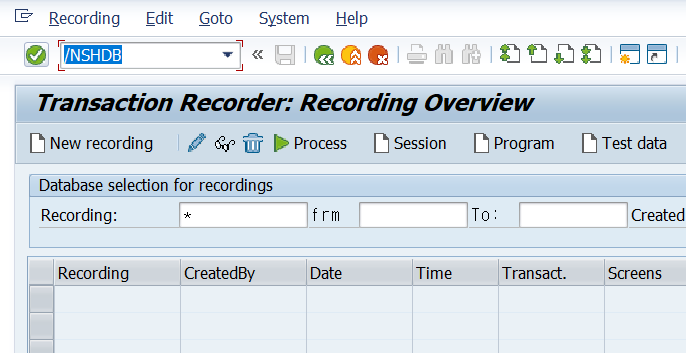 Recording Edit Goto System Help
/NSHDB
Transaction Recorder: Recording Overview
New recording Process Session Program Test data
Database selection for recordings
Recording: * frm To: Created
Recording CreatedBy Date Time Transact. Screens